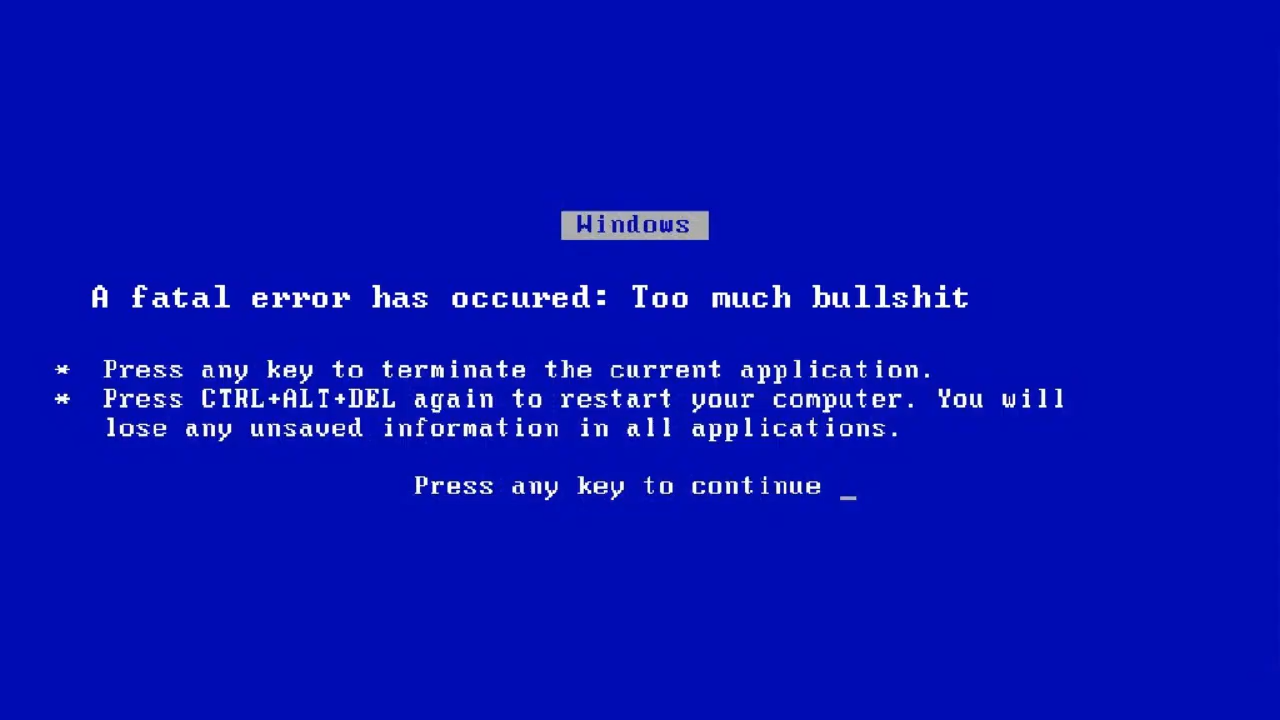 Windows
A fatal error has occured: Too much bullshit
* Press any key to terminate the current application.
* Press CTRL+ALT+DEL again to restart your computer. You will
lose any unsaved information in all applications.
Press any key to continue _